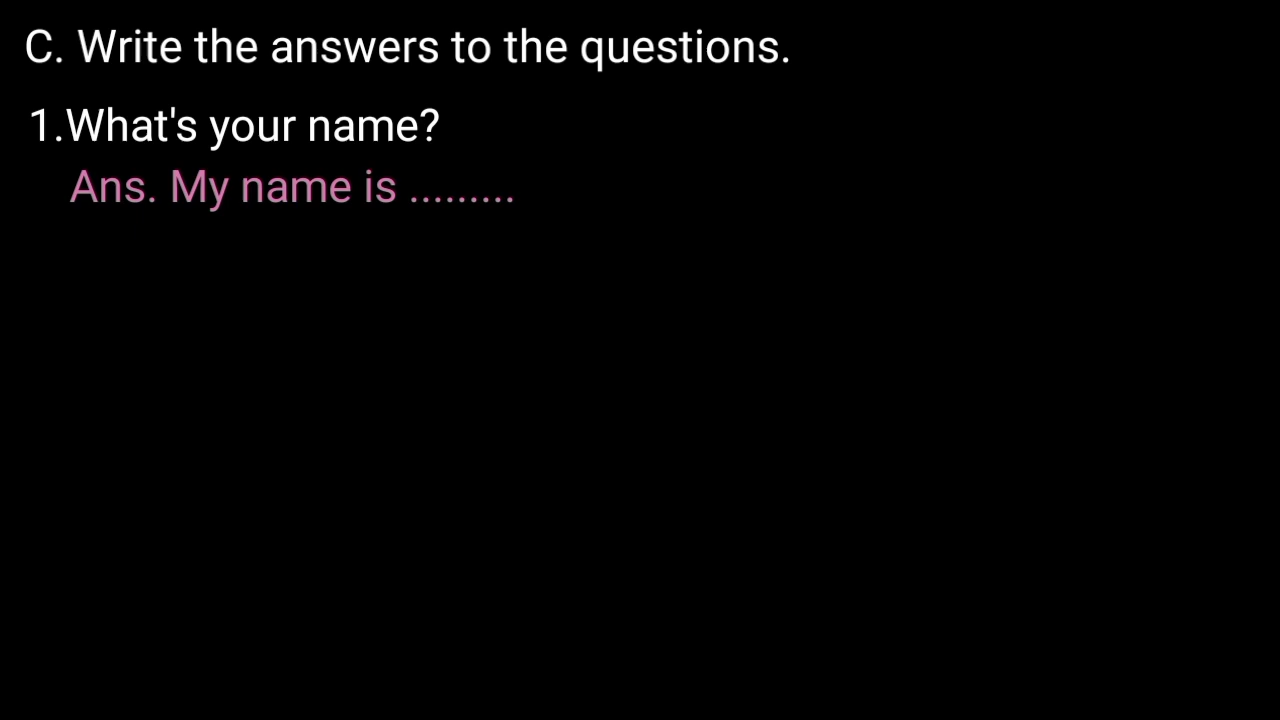 C. Write the answers to the questions.
1.What's your name?
Ans. My name is .........